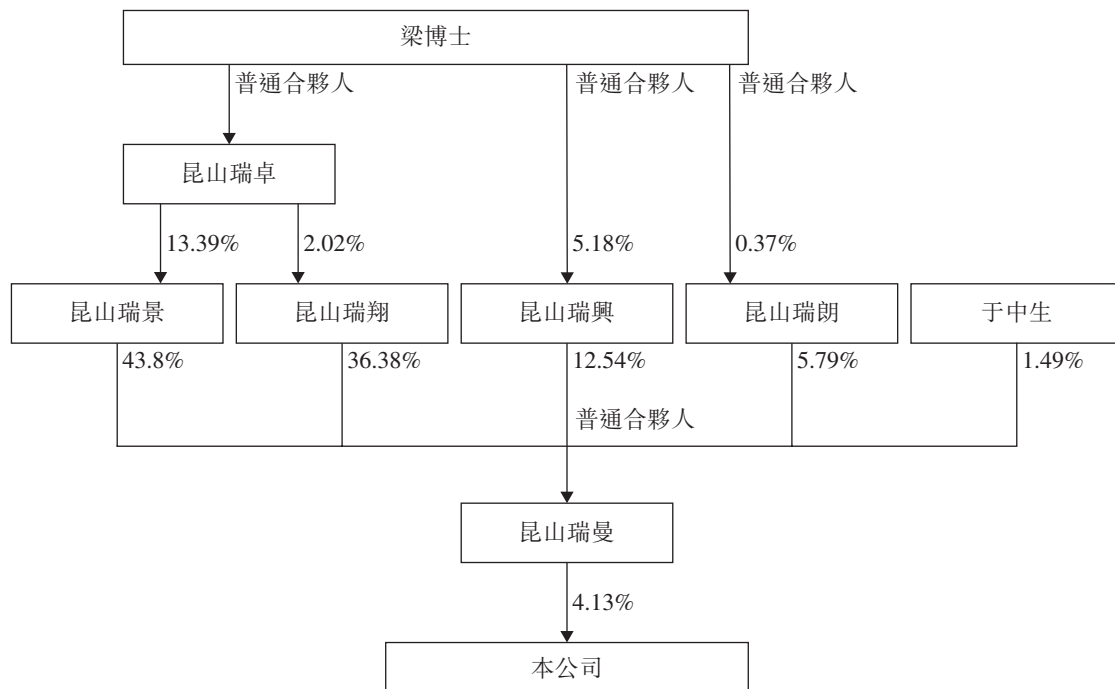 梁博士
普通合夥人
普通合夥人
普通合夥人
昆山瑞卓
13.39%
2.02%
5.18%
0.37%
昆山瑞景
昆山瑞翔
昆山瑞興
昆山瑞朗
于中生
43.8%
36.38%
12.54%
5.79%
1.49%
普通合夥人
昆山瑞曼
4.13%
本公司